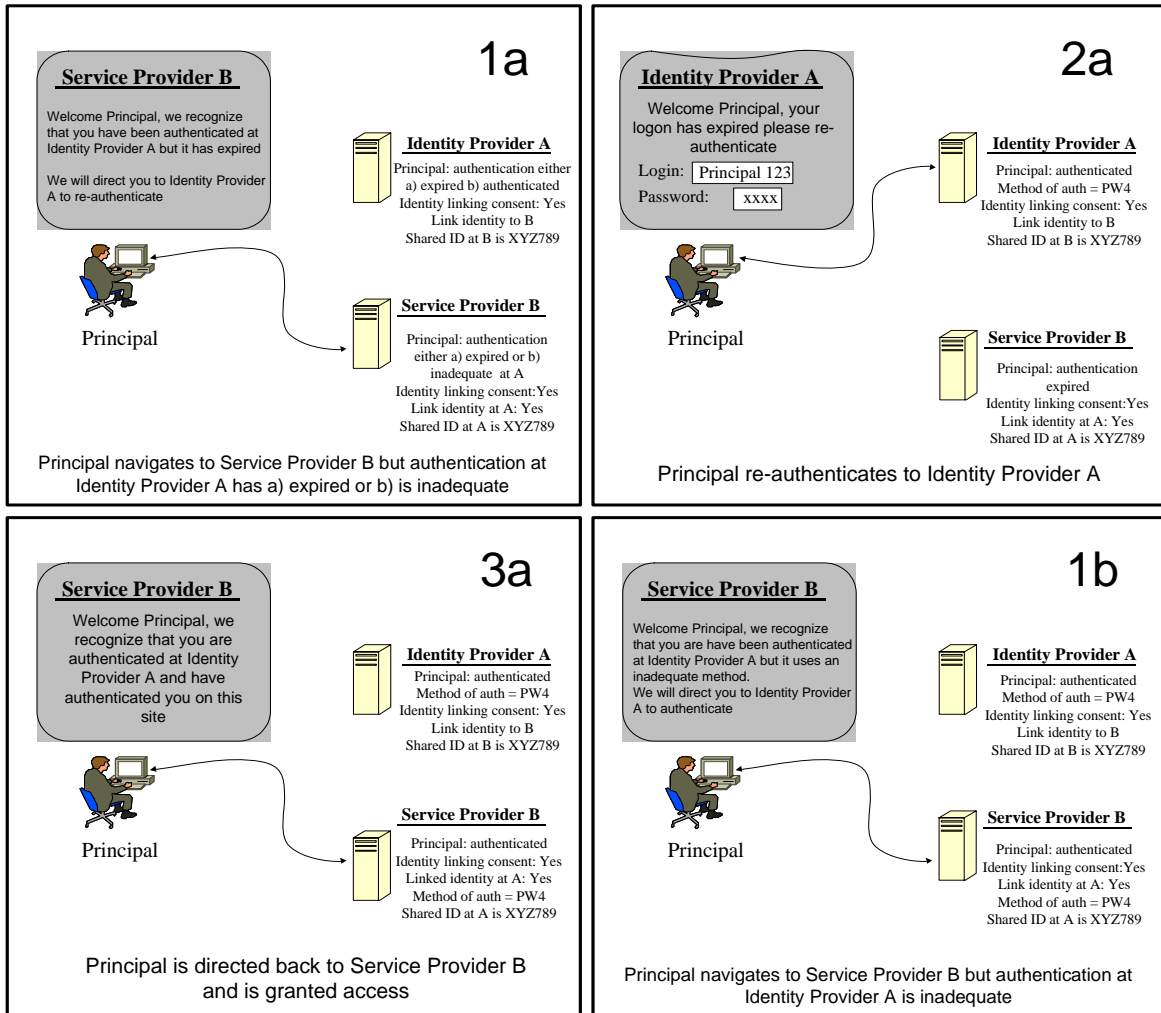 1a
Service Provider B
Welcome Principal, we recognize
that you have been authenticated at
Identity Provider A but it has expired
We will direct you to Identity Provider
A to re-authenticate
Principal
Identity Provider A
Principal: authentication either
a) expired b) authenticated
Identity linking consent: Yes
Link identity to B
Shared ID at B is XYZ789
Service Provider B
Principal: authentication
either a) expired or b)
inadequate at A
Identity linking consent:Yes
Link identity at A: Yes
Shared ID at A is XYZ789
Principal navigates to Service Provider B but authentication at
Identity Provider A has a) expired or b) is inadequate
2a
Identity Provider A
Welcome Principal, your
logon has expired please re-
authenticate
Login: Principal 123
Password: xxxx
Principal
Identity Provider A
Principal: authenticated
Method of auth = PW4
Identity linking consent: Yes
Link identity to B
Shared ID at B is XYZ789
Service Provider B
Principal: authentication
expired
Identity linking consent:Yes
Link identity at A: Yes
Shared ID at A is XYZ789
Principal re-authenticates to Identity Provider A
3a
Service Provider B
Welcome Principal, we
recognize that you are
authenticated at Identity
Provider A and have
authenticated you on this
site
Principal
Identity Provider A
Principal: authenticated
Method of auth = PW4
Identity linking consent: Yes
Link identity to B
Shared ID at B is XYZ789
Service Provider B
Principal: authenticated
Identity linking consent: Yes
Linked identity at A: Yes
Method of auth = PW4
Shared ID at A is XYZ789
Principal is directed back to Service Provider B
and is granted access
1b
Service Provider B
Welcome Principal, we recognize
that you are have been authenticated
at Identity Provider A but it uses an
inadequate method.
We will direct you to Identity Provider
A to authenticate
Principal
Identity Provider A
Principal: authenticated
Method of auth = PW4
Identity linking consent: Yes
Link identity to B
Shared ID at B is XYZ789
Service Provider B
Principal: authenticated
Identity linking consent:Yes
Link identity at A: Yes
Method of auth = PW4
Shared ID at A is XYZ789
Principal navigates to Service Provider B but authentication at
Identity Provider A is inadequate